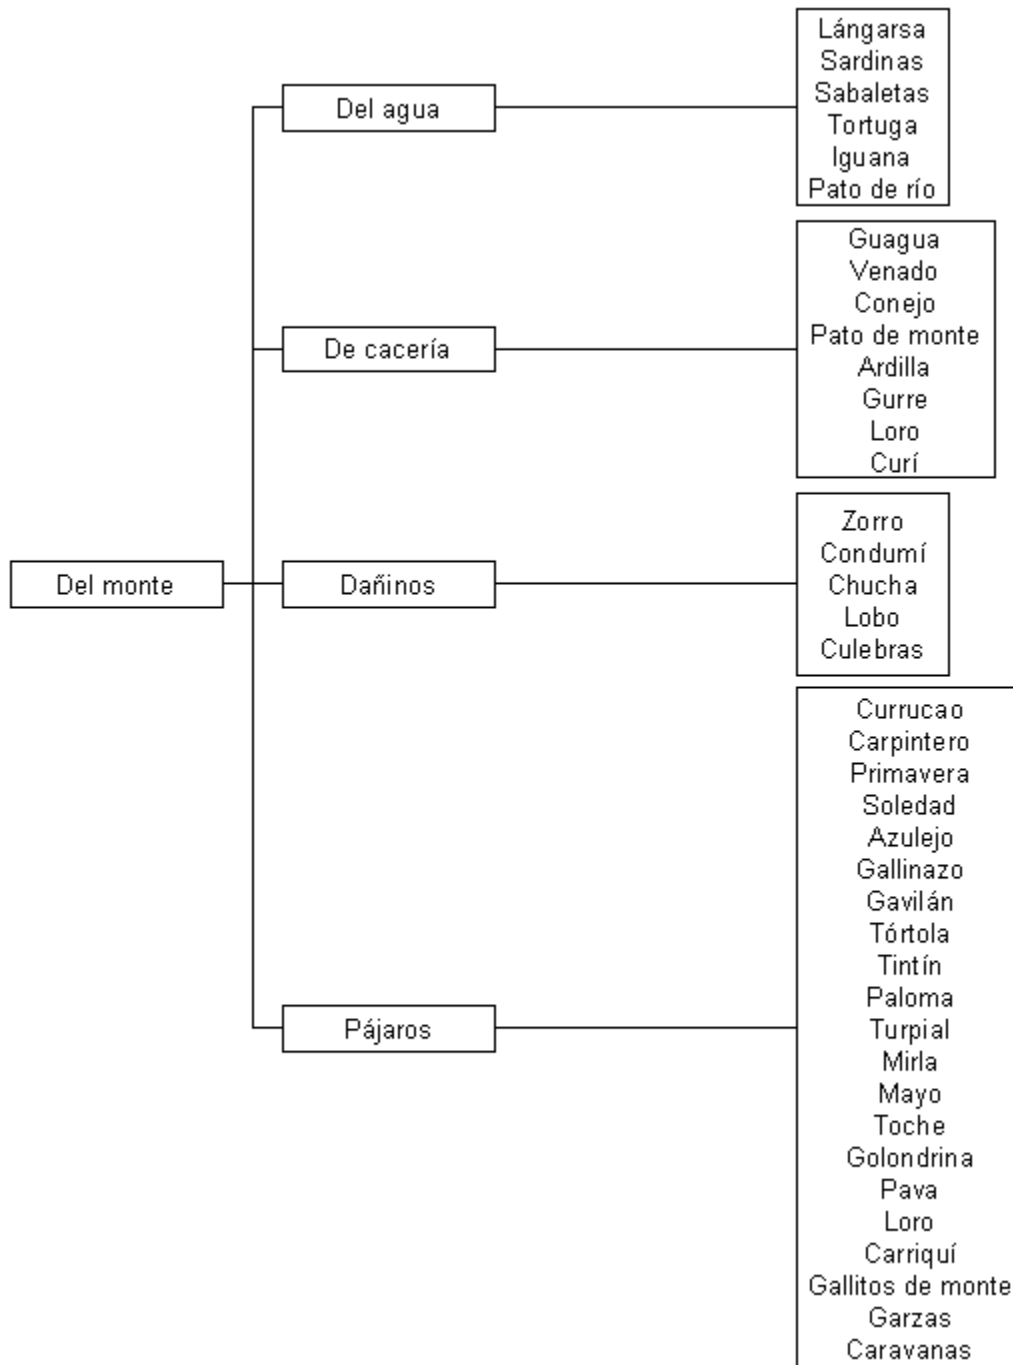 Del monte
Del agua
Lángarsa
Sardinas
Sabaletas
Tortuga
Iguana
Pato de río
De cacería
Guagua
Venado
Conejo
Pato de monte
Ardilla
Gurre
Loro
Curí
Dañinos
Zorro
Condumí
Chucha
Lobo
Culebras
Pájaros
Currucao
Carpintero
Primavera
Soledad
Azulejo
Gallinazo
Gavilán
Tórtola
Tintín
Paloma
Turpial
Mirla
Mayo
Toche
Golondrina
Pava
Loro
Carriquí
Gallitos de monte
Garzas
Caravanas